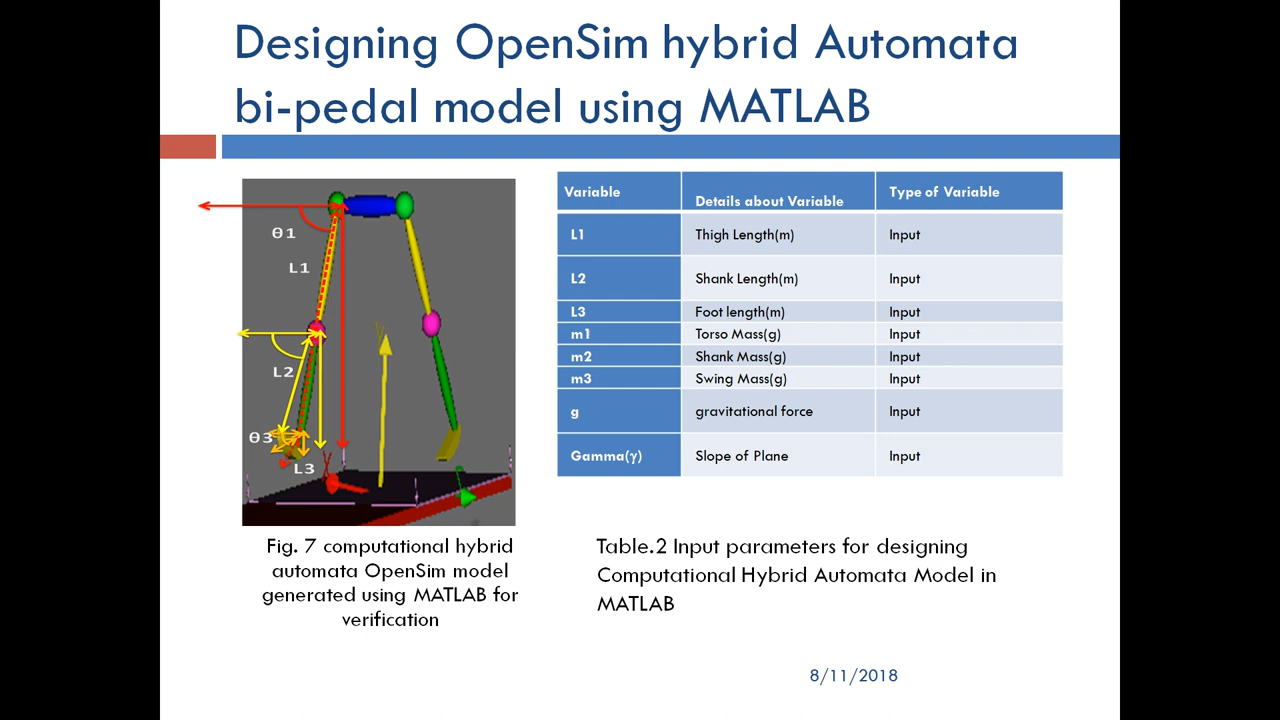 Designing OpenSim hybrid Automata
bi-pedal model using MATLAB
θ1
L1
L2
θ3
L3
Y
Fig. 7 computational hybrid
automata OpenSim model
generated using MATLAB for
verification
Variable Details about Variable Type of Variable
L1 Thigh Length(m) Input
L2 Shank Length(m) Input
L3 Foot length(m) Input
m1 Torso Mass(g) Input
m2 Shank Mass(g) Input
m3 Swing Mass(g) Input
g gravitational force Input
Gamma(γ) Slope of Plane Input
Table.2 Input parameters for designing
Computational Hybrid Automata Model in
MATLAB
8/11/2018